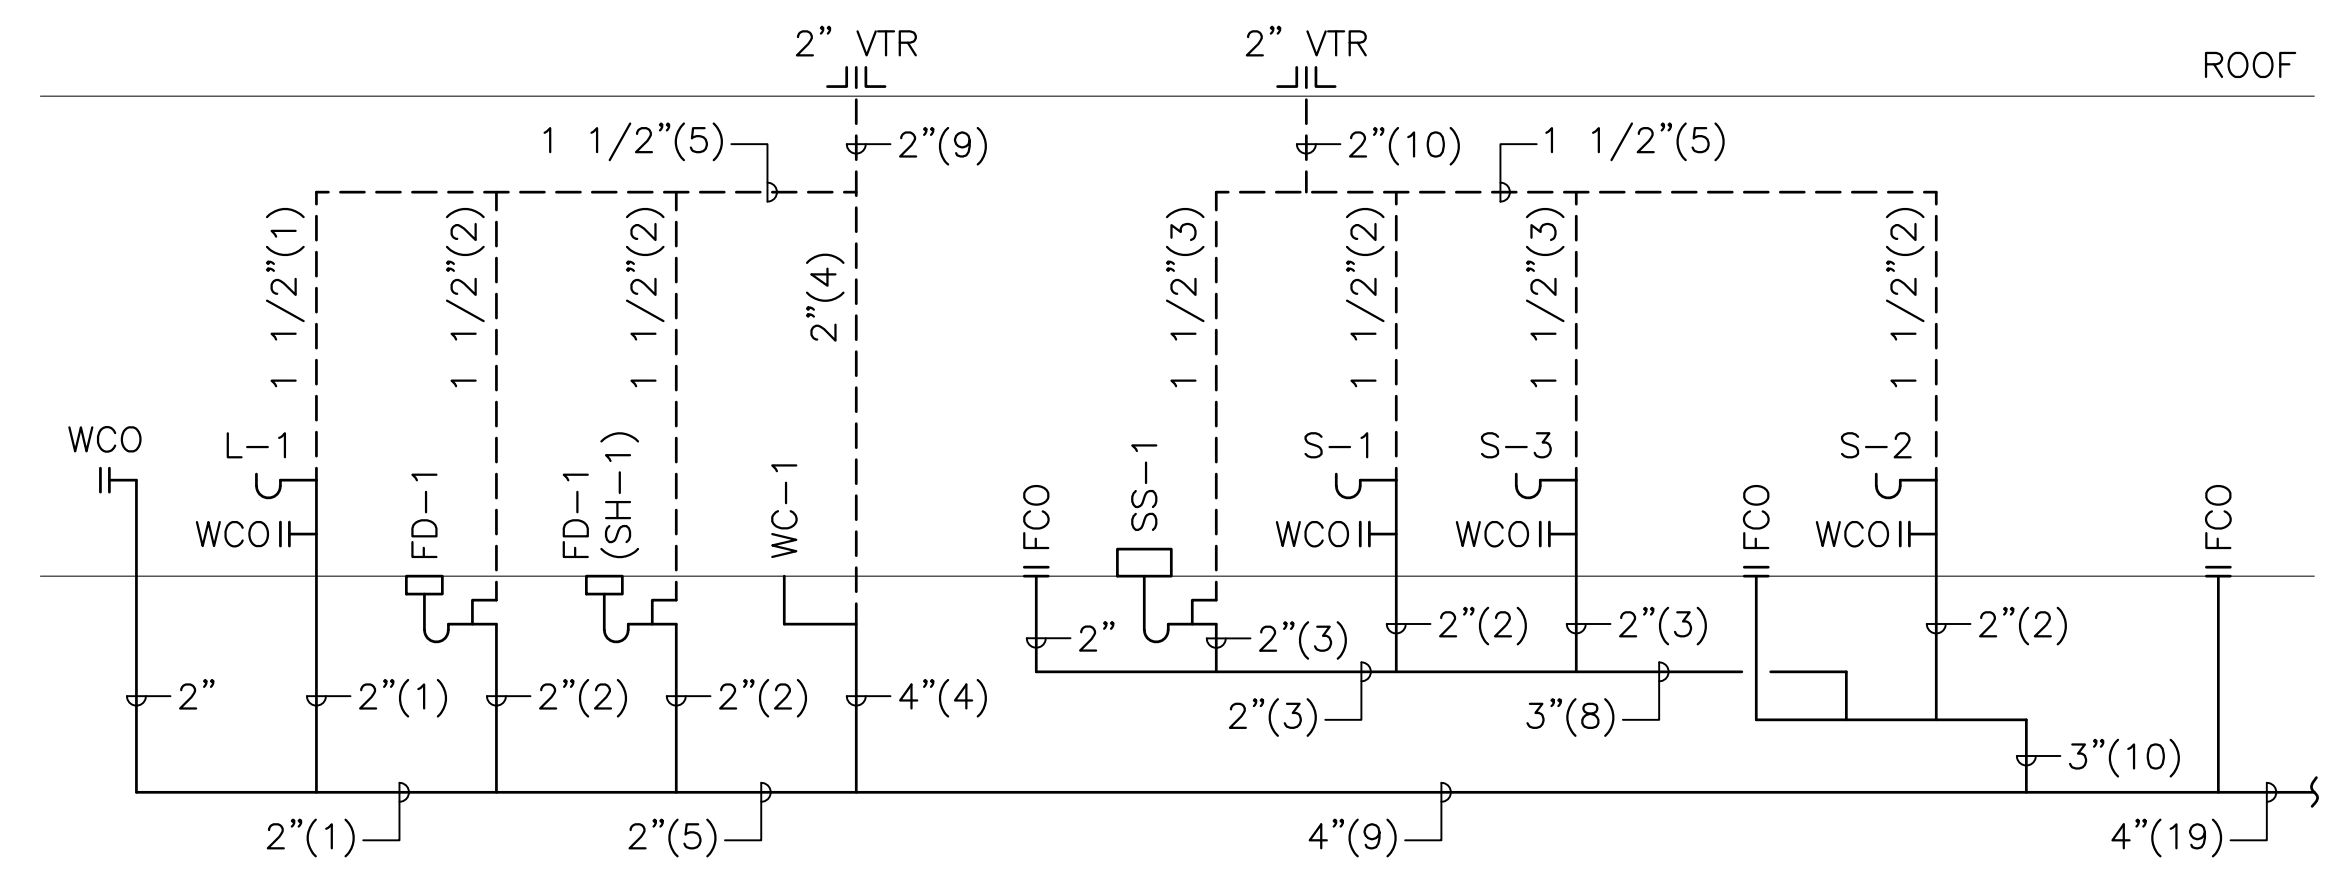 2” VTR
2” VTR
ROOF
1 1/2”(5)
2”(9)
2”(10)
1 1/2”(5)
1 1/2”(1)
1 1/2”(2)
1 1/2”(2)
2”(4)
1 1/2”(3)
1 1/2”(2)
1 1/2”(3)
1 1/2”(2)
WCO
L-1
WCO
FD-1
FD-1
(SH-1)
WC-1
FCO
SS-1
S-1
WCO
S-3
WCO
FCO
S-2
WCO
FCO
2”
2”(3)
2”(2)
2”(3)
2”(2)
2”
2”(1)
2”(2)
2”(2)
4”(4)
2”(3)
3”(8)
3”(10)
2”(1)
2”(5)
4”(9)
4”(19)